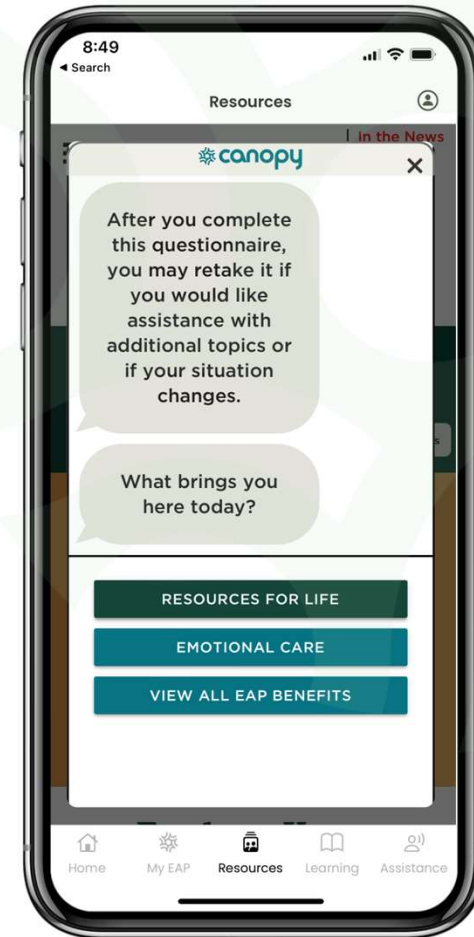 8:49
◄ Search
Resources
In the News
canopy
After you complete
this questionnaire,
you may retake it if
you would like
assistance with
additional topics or
if your situation
changes.
What brings you
here today?
RESOURCES FOR LIFE
EMOTIONAL CARE
VIEW ALL EAP BENEFITS
Home My EAP Resources Learning Assistance